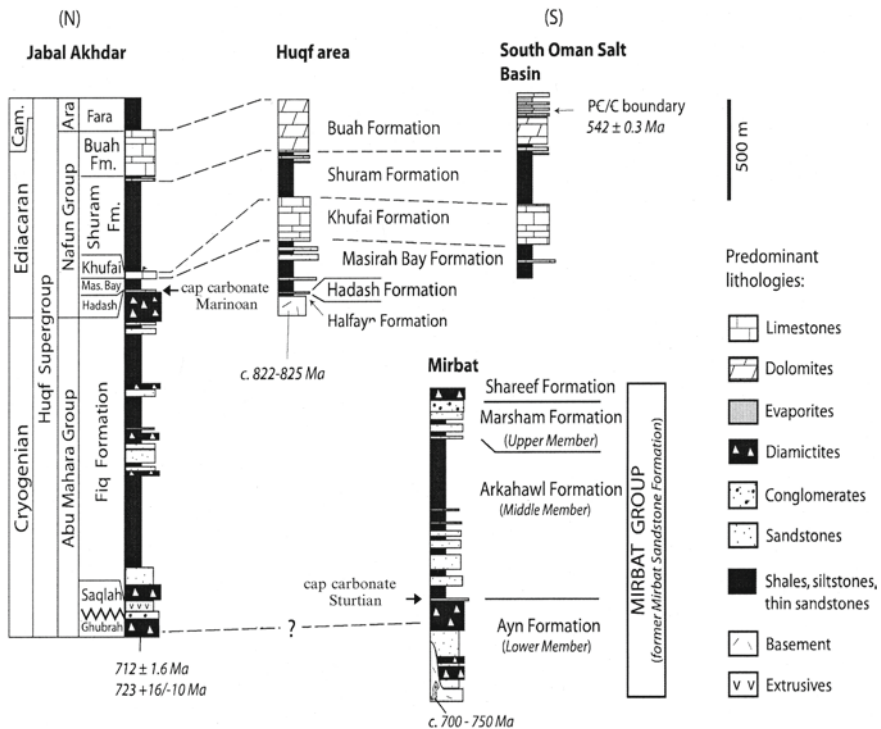 (N)
(S)
Jabal Akhdar
Huqf area
South Oman Salt
Basin
Cam.
Ediacaran
Cryogenian
Huqf Supergroup
Ara
Nafun Group
Abu Mahara Group
Fara
Buah
Fm.
Shuram
Fm.
Khufai
Mas. Bay
Hadash
Fiq Formation
Saqlah
Ghubrah
712 ± 1.6 Ma
723 +16/-10 Ma
cap carbonate
Marinoan
Buah Formation
Shuram Formation
Khufai Formation
Masirah Bay Formation
Hadash Formation
Halfayn Formation
c. 822-825 Ma
PC/C boundary
542 ± 0.3 Ma
500 m
Mirbat
Shareef Formation
Marsham Formation
(Upper Member)
Arkahawl Formation
(Middle Member)
cap carbonate
Sturtian
?
Ayn Formation
(Lower Member)
c. 700 - 750 Ma
MIRBAT GROUP
(former Mirbat Sandstone Formation)
Predominant
lithologies:
Limestones
Dolomites
Evaporites
Diamictites
Conglomerates
Sandstones
Shales, siltstones,
thin sandstones
Basement
Extrusives